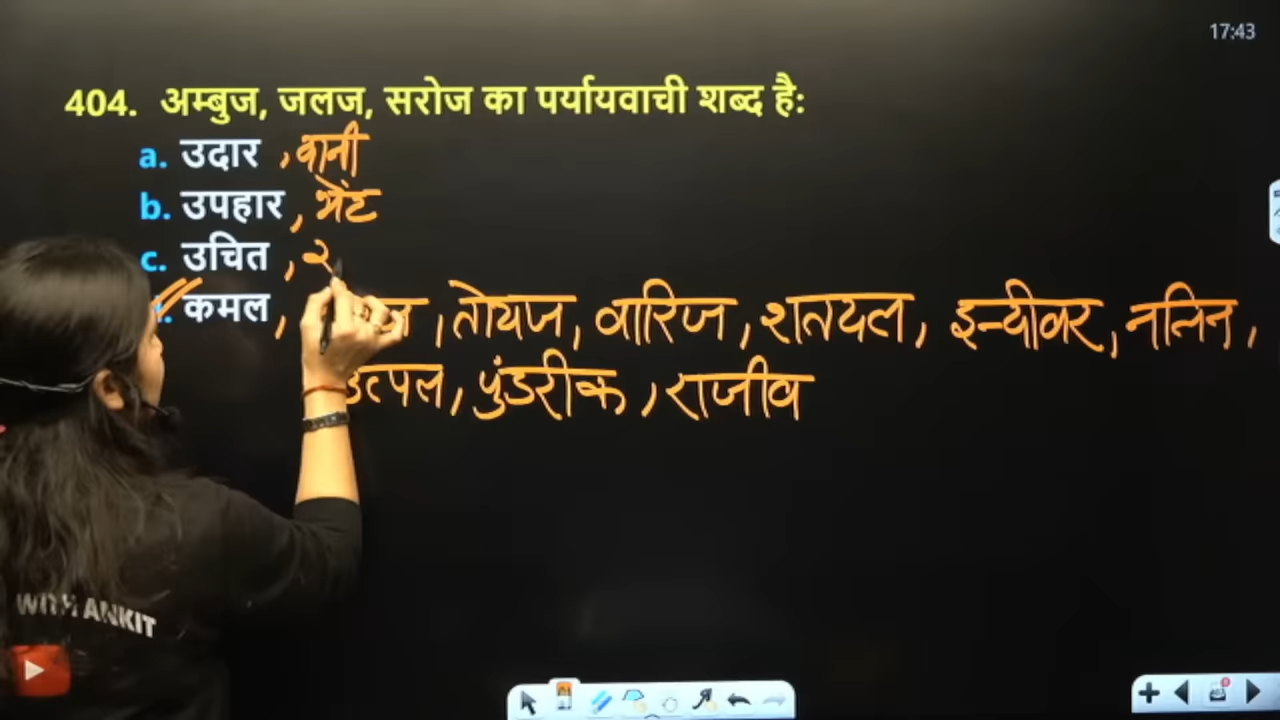 17:43
404. अम्बुज, जलज, सरोज का पर्यायवाची शब्द है:
a. उदार , दानी
b. उपहार , भेंट
c. उचित ,
कमल , तोयज, वारिज, शतदल, इन्दीवर, नलिन,
उत्पल, पुंडरीक, राजीव
WITH ANKIT